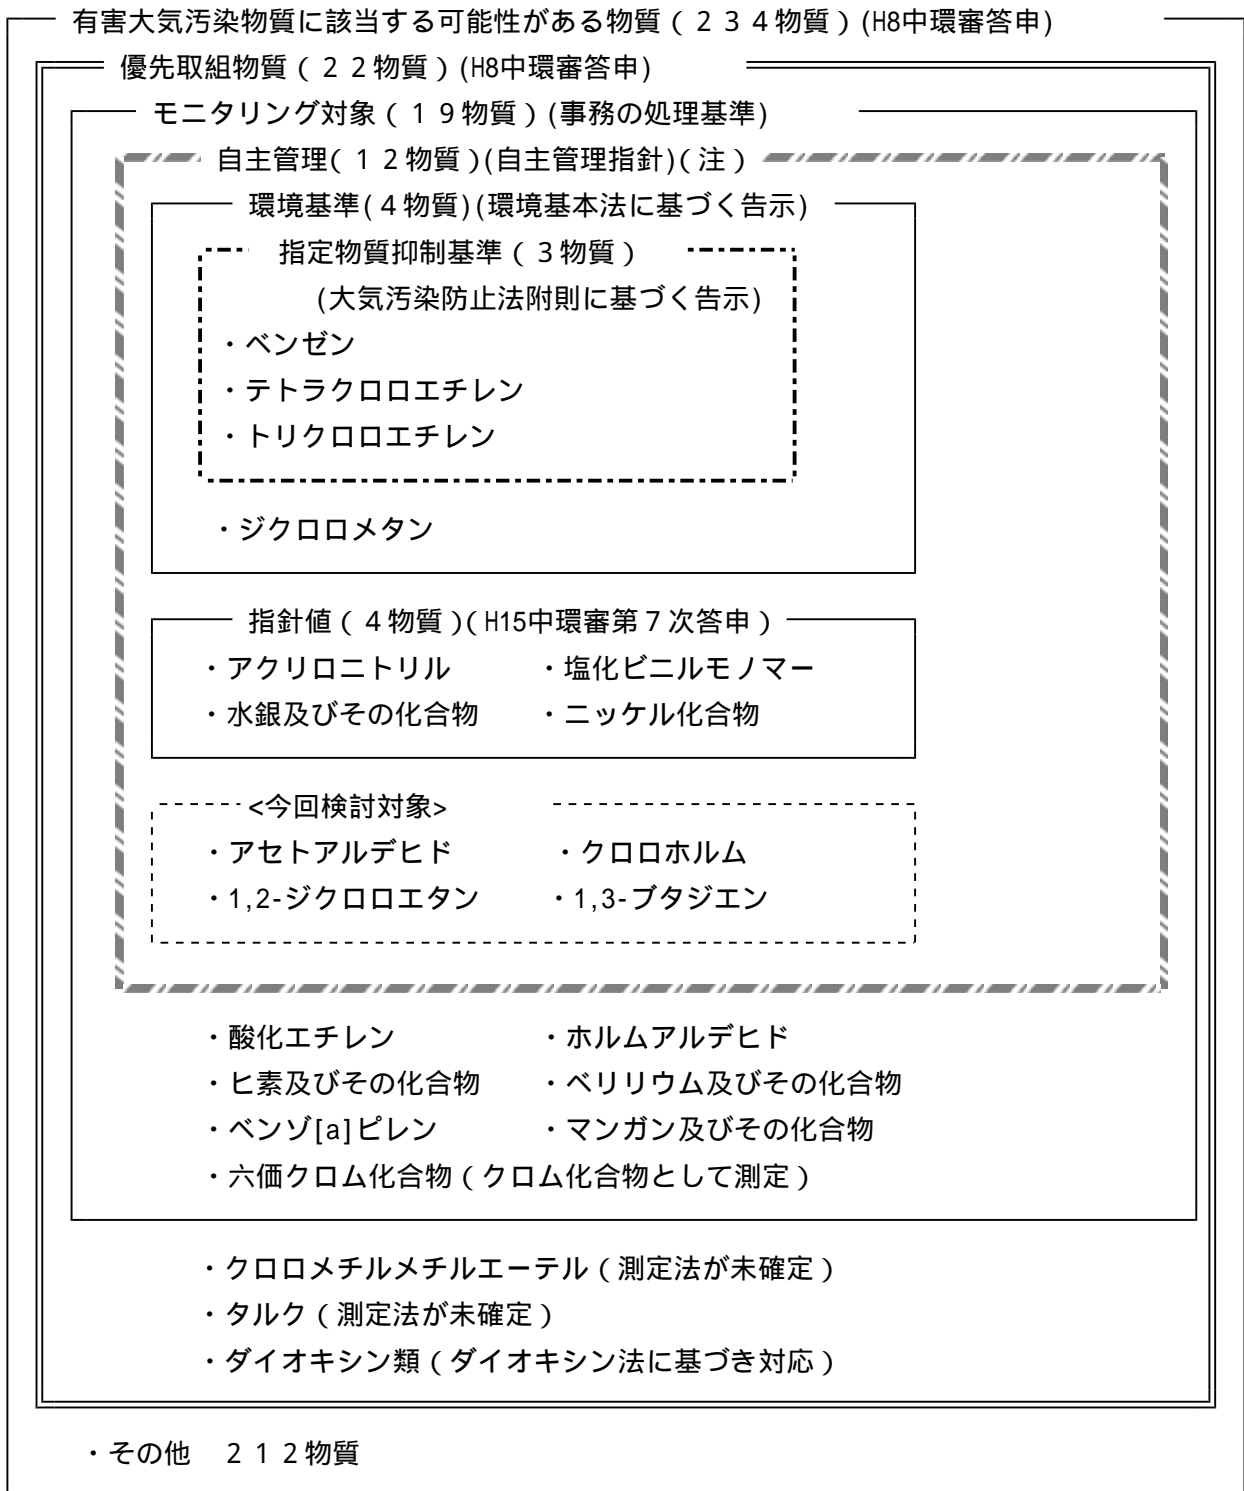 有害大気汚染物質に該当する可能性がある物質(２３４物質)(H8中環審答申)
優先取組物質(２２物質)(H8中環審答申)
モニタリング対象(１９物質)(事務の処理基準)
自主管理(１２物質)(自主管理指針)(注)
環境基準(４物質)(環境基本法に基づく告示)
指定物質抑制基準(３物質)
(大気汚染防止法附則に基づく告示)
・ベンゼン
・テトラクロロエチレン
・トリクロロエチレン
・ジクロロメタン
指針値(４物質)(H15中環審第７次答申)
・アクリロニトリル　・塩化ビニルモノマー
・水銀及びその化合物　・ニッケル化合物
<今回検討対象>
・アセトアルデヒド　・クロロホルム
・1,2-ジクロロエタン　・1,3-ブタジエン
・酸化エチレン　・ホルムアルデヒド
・ヒ素及びその化合物　・ベリリウム及びその化合物
・ベンゾ[a]ピレン　・マンガン及びその化合物
・六価クロム化合物(クロム化合物として測定)
・クロロメチルメチルエーテル(測定法が未確定)
・タルク(測定法が未確定)
・ダイオキシン類(ダイオキシン法に基づき対応)
・その他　２１２物質